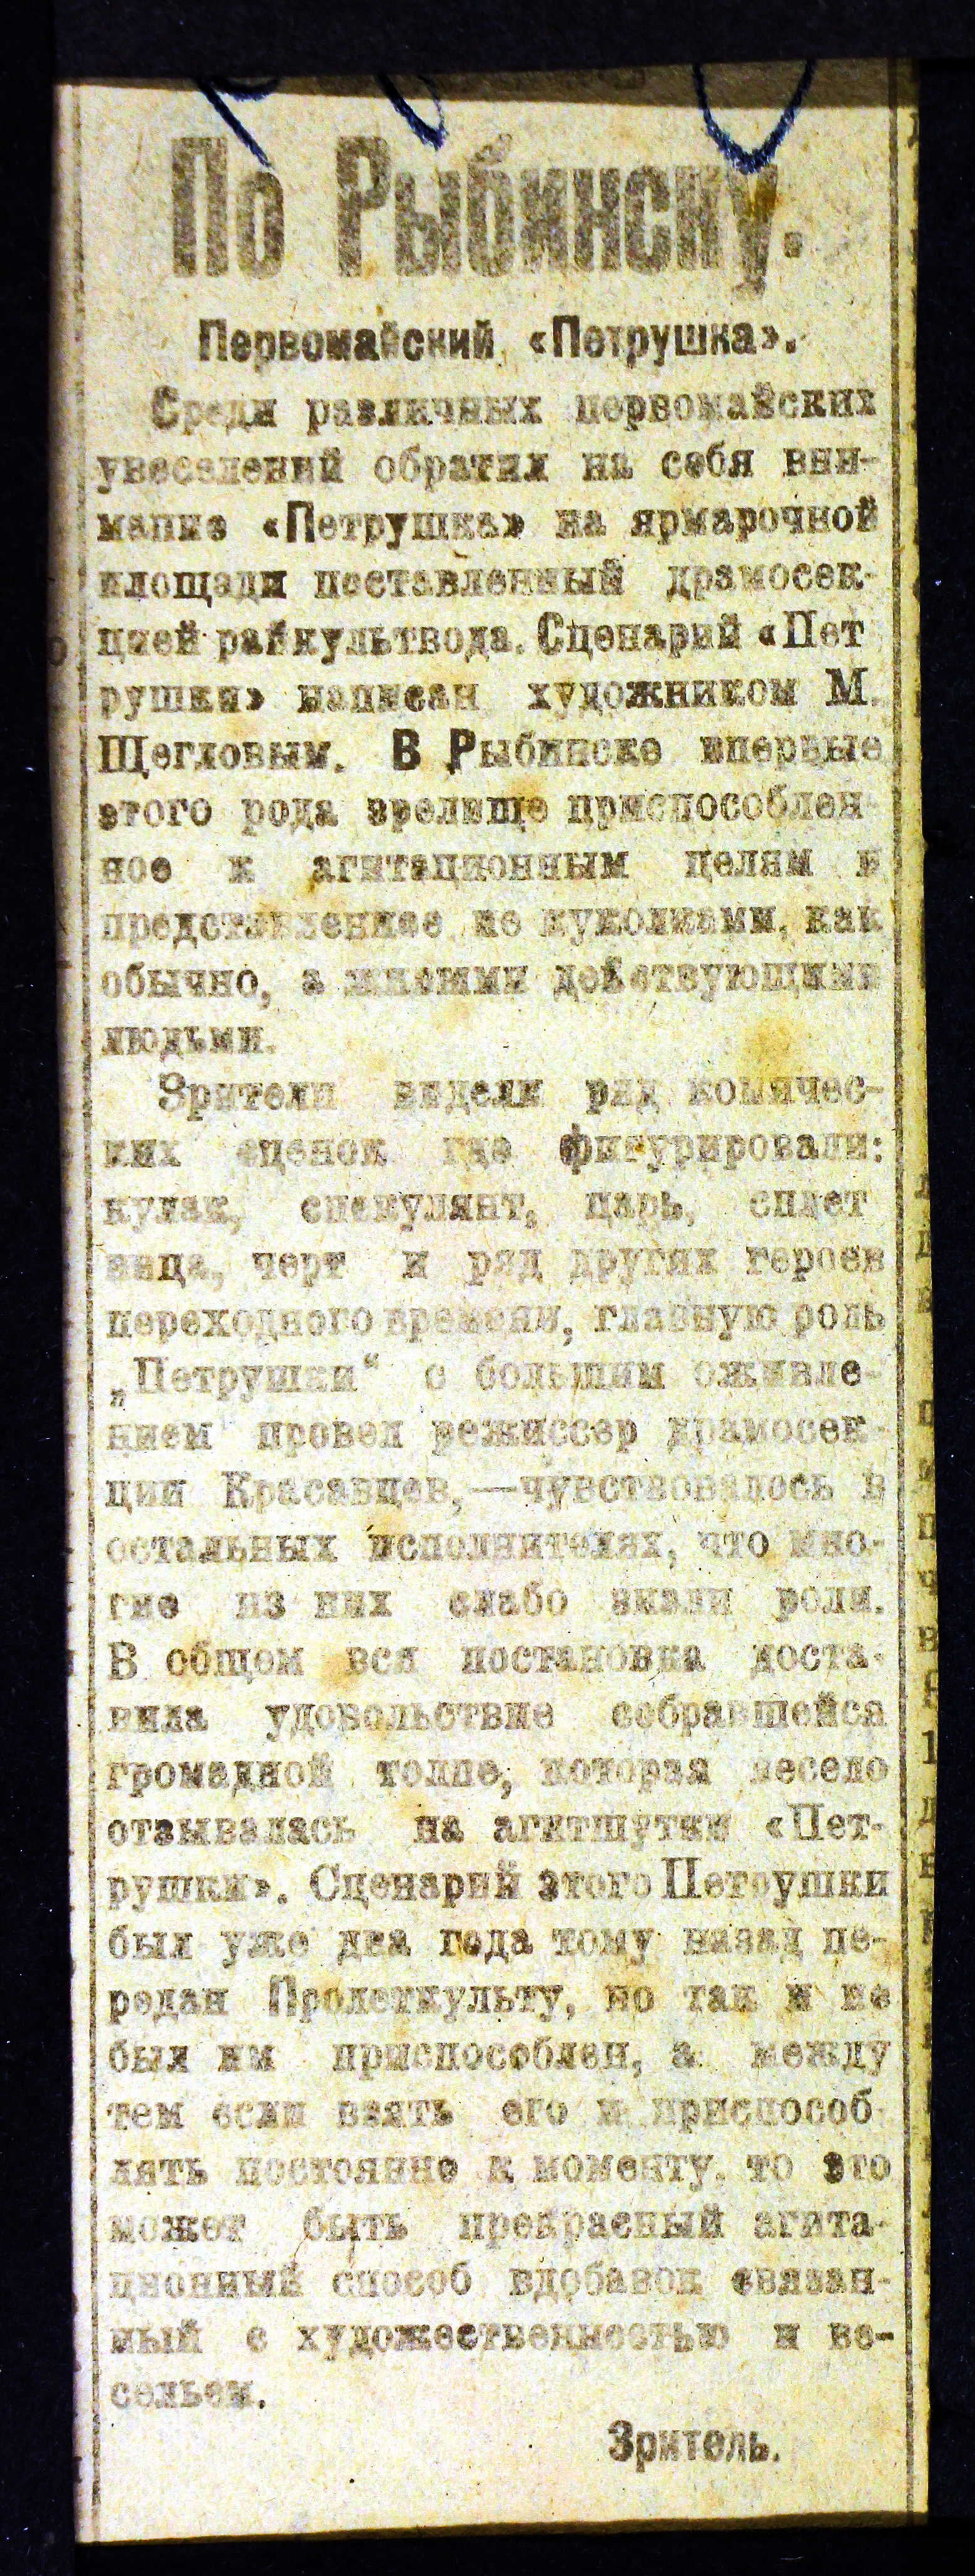 По Рыбинску.
Первомайский «Петрушка».
Среди различных первомайских
увеселений обратил на себя вни-
мание «Петрушка» на ярмарочной
площади поставленный драмосек-
цией райкультвода. Сценарий «Пет
рушки» написан художником М.
Щегловым. В Рыбинске впервые
этого рода зрелище приспособлен-
ное к агитационным целям и
представленное не куколками, как
обычно, а живыми действующими
людьми.
Зрители видели ряд комичес-
ких сценок где фигурировали:
кулак, спекулянт, царь, сплет
ница, черт и ряд других героев
переходного времени, главную роль
„Петрушки“ с большим оживле-
нием провел режиссер драмосек-
ции Красавцев,—чувствовалось в
остальных исполнителях, что мно-
гие из них слабо знали роли.
В общем вся постановка доста-
вила удовольствие собравшейся
громадной толпе, которая весело
отзывалась на агитшутки «Пет-
рушки». Сценарий этого Петрушки
был уже два года тому назад пе-
редан Пролеткульту, но так и не
был им приспособлен, а между
тем если взять его и приспособ-
лять постоянно к моменту. то это
может быть прекрасный агита-
ционный способ вдобавок связан-
ный с художественностью и ве-
сельем.
Зритель.